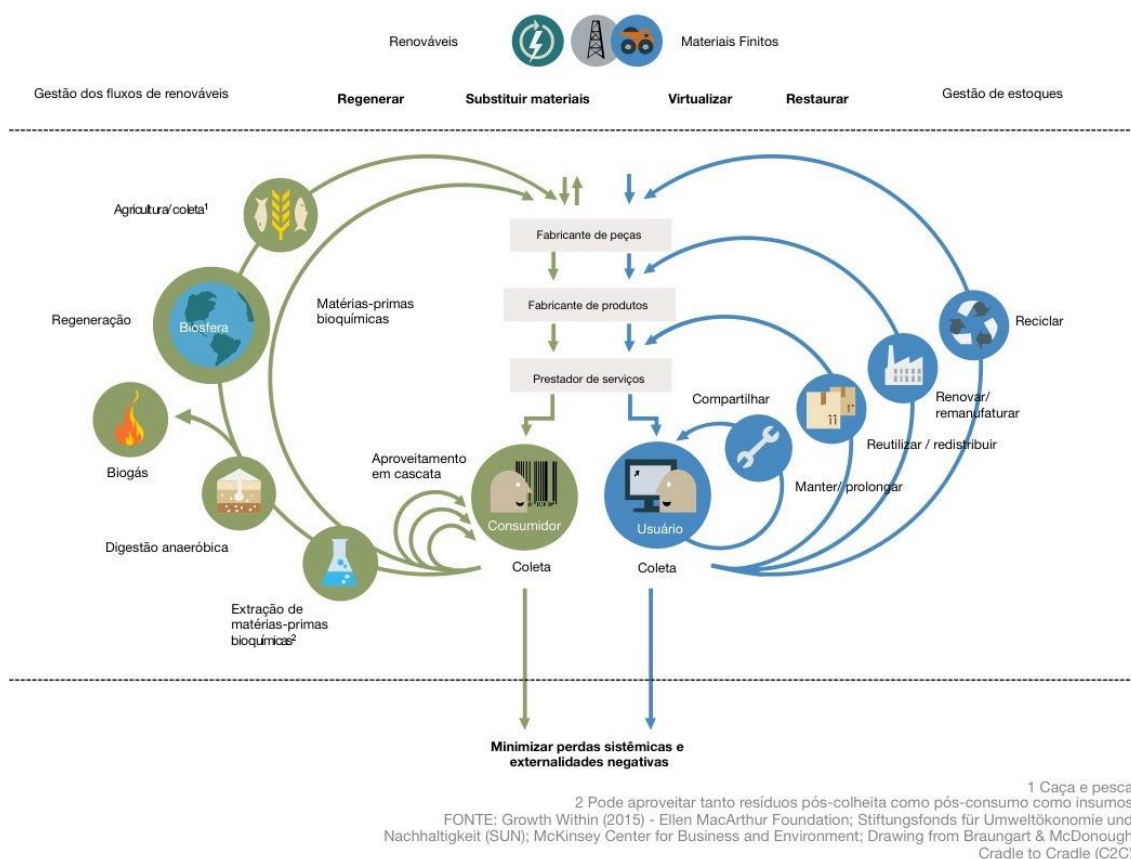 Renováveis
Materiais Finitos
Gestão dos fluxos de renováveis
Regenerar
Substituir materiais
Virtualizar
Restaurar
Gestão de estoques
Agricultura/coleta¹
Fabricante de peças
Matérias-primas
bioquímicas
Fabricante de produtos
Regeneração
Biosfera
Reciclar
Prestador de serviços
Compartilhar
Renovar/
remanufaturar
Reutilizar / redistribuir
Biogás
Aproveitamento
em cascata
Manter/ prolongar
Consumidor
Usuário
Digestão anaeróbica
Coleta
Coleta
Extração de
matérias-primas
bioquímicas²
Minimizar perdas sistêmicas e
externalidades negativas
1 Caça e pesca
2 Pode aproveitar tanto resíduos pós-colheita como pós-consumo como insumos
FONTE: Growth Within (2015) - Ellen MacArthur Foundation; Stiftungsfonds für Umweltökonomie und
Nachhaltigkeit (SUN); McKinsey Center for Business and Environment; Drawing from Braungart & McDonough
Cradle to Cradle (C2C)